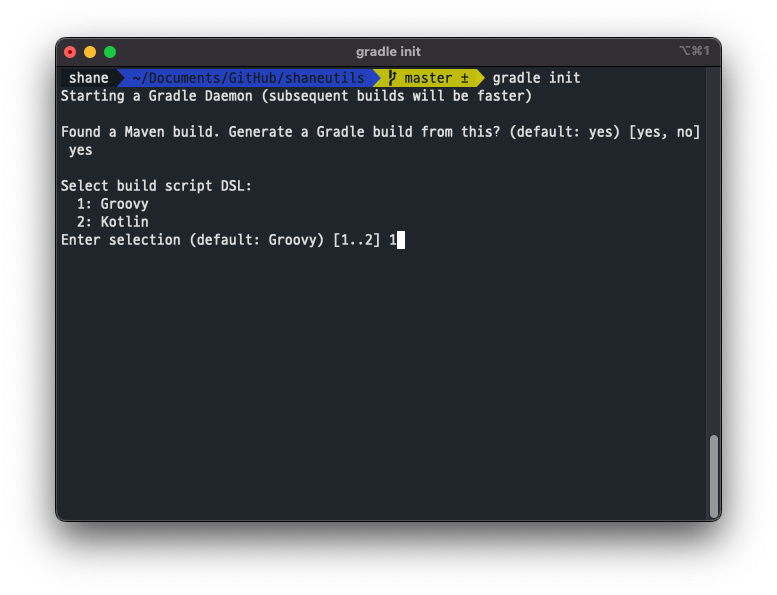 gradle init
⌥⌘1
shane ~/Documents/GitHub/shaneutils master ± gradle init
Starting a Gradle Daemon (subsequent builds will be faster)
Found a Maven build. Generate a Gradle build from this? (default: yes) [yes, no]
yes
Select build script DSL:
1: Groovy
2: Kotlin
Enter selection (default: Groovy) [1..2] 1